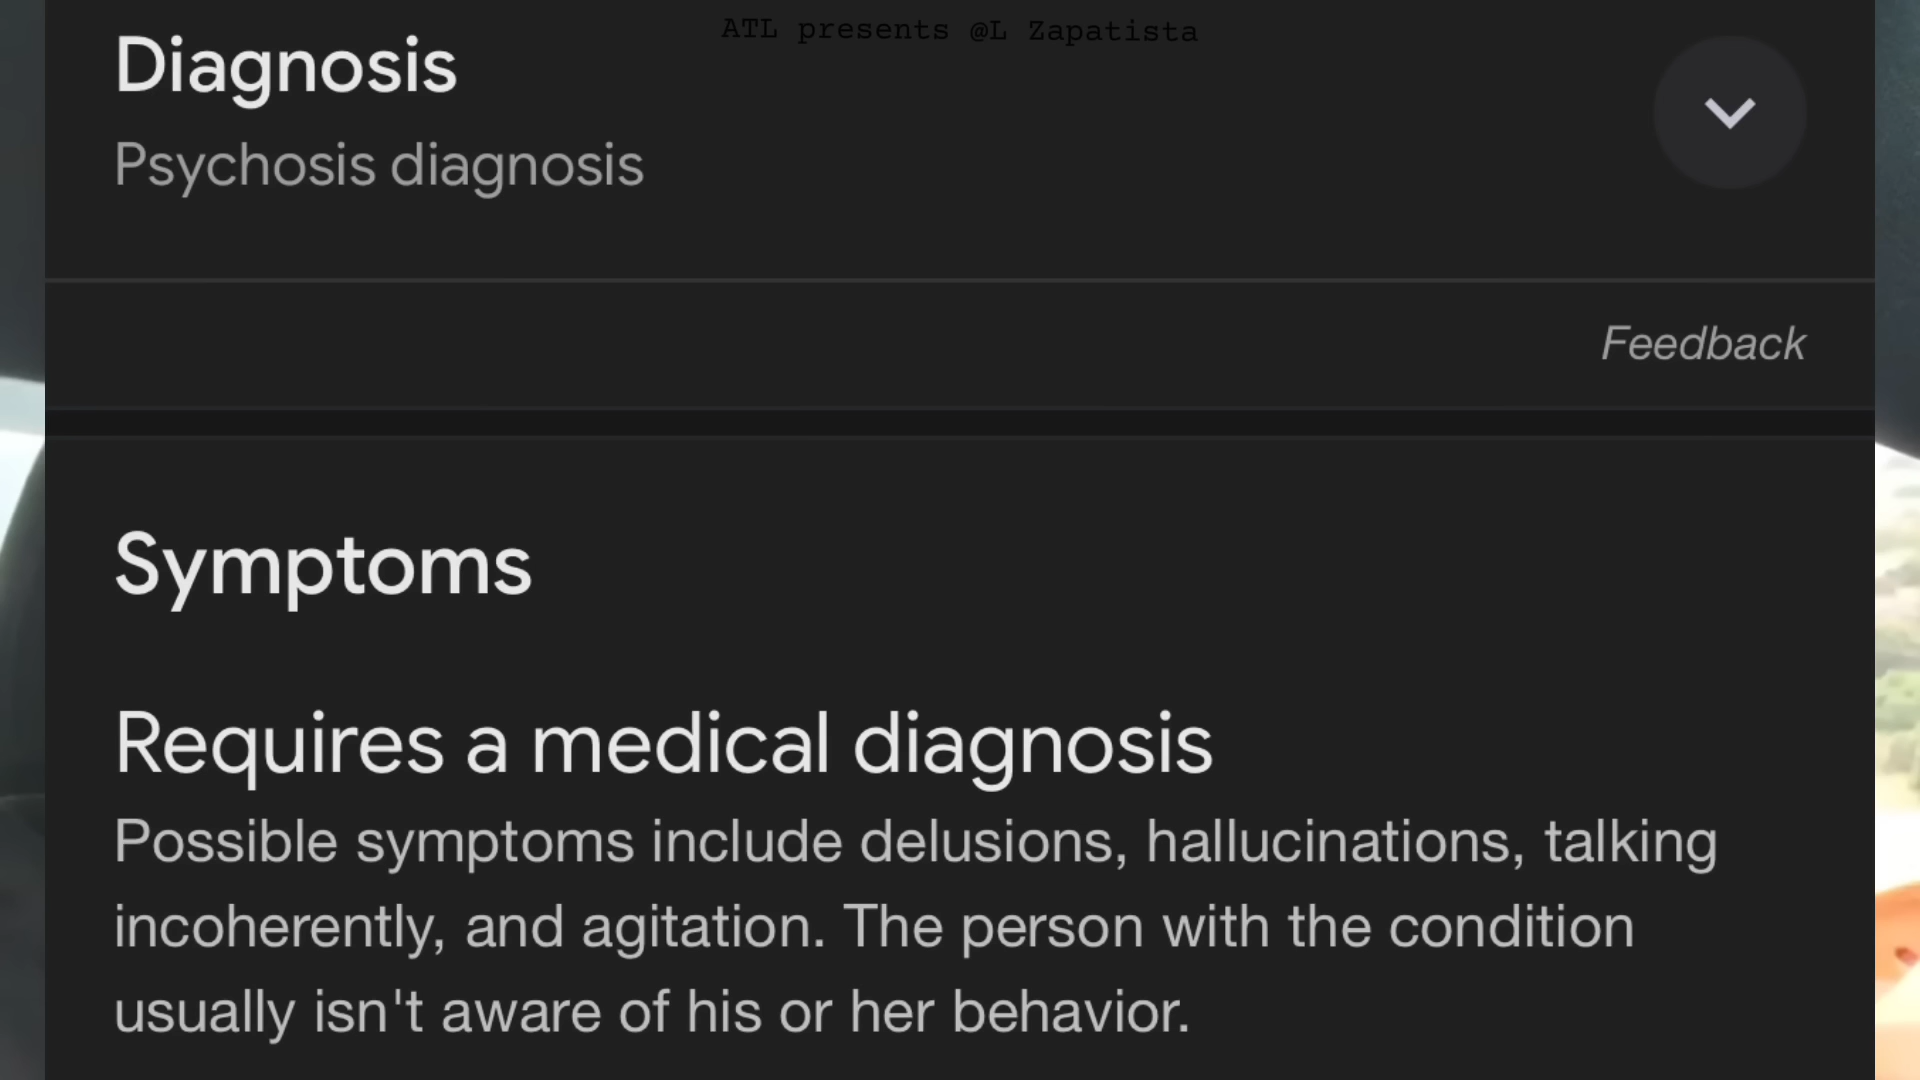 ATL presents @L Zapatista
Diagnosis
Psychosis diagnosis
Feedback
Symptoms
Requires a medical diagnosis
Possible symptoms include delusions, hallucinations, talking
incoherently, and agitation. The person with the condition
usually isn't aware of his or her behavior.